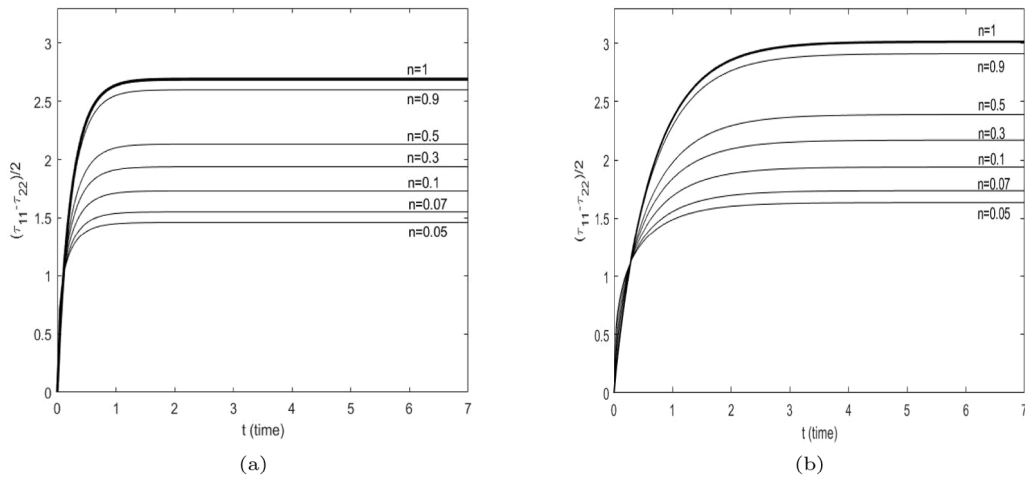 3
2.5
2
1.5
1
0.5
0
0 1 2 3 4 5 6 7
(τ11-τ22)/2
t (time)
n=1
n=0.9
n=0.5
n=0.3
n=0.1
n=0.07
n=0.05
(a)
3
2.5
2
1.5
1
0.5
0
0 1 2 3 4 5 6 7
(τ11-τ22)/2
t (time)
n=1
n=0.9
n=0.5
n=0.3
n=0.1
n=0.07
n=0.05
(b)